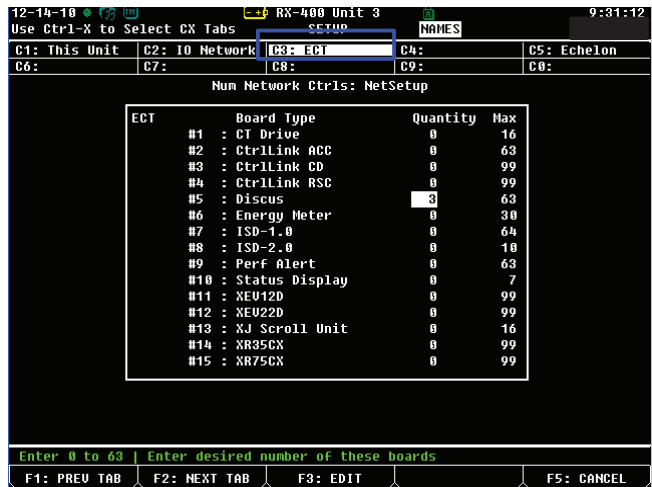 12-14-10 RX-400 Unit 3 9:31:12
Use Ctrl-X to Select CX Tabs SETUP NAMES
C1: This Unit C2: IO Network C3: ECT C4: C5: Echelon
C6: C7: C8: C9: C0:
Num Network Ctrls: NetSetup
ECT Board Type Quantity Max
#1 : CT Drive 0 16
#2 : CtrlLink ACC 0 63
#3 : CtrlLink CD 0 99
#4 : CtrlLink RSC 0 99
#5 : Discus 3 63
#6 : Energy Meter 0 30
#7 : ISD-1.0 0 64
#8 : ISD-2.0 0 10
#9 : Perf Alert 0 63
#10 : Status Display 0 7
#11 : XEV12D 0 99
#12 : XEV22D 0 99
#13 : XJ Scroll Unit 0 16
#14 : XR35CX 0 99
#15 : XR75CX 0 99
Enter 0 to 63 | Enter desired number of these boards
F1: PREV TAB F2: NEXT TAB F3: EDIT F5: CANCEL